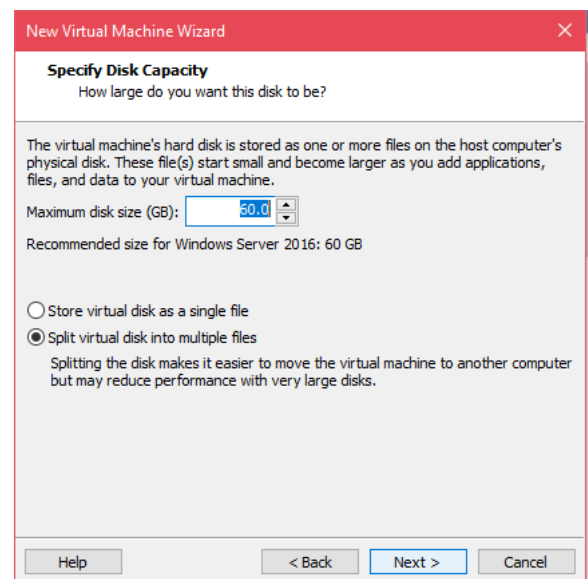 New Virtual Machine Wizard
Specify Disk Capacity
How large do you want this disk to be?
The virtual machine's hard disk is stored as one or more files on the host computer's
physical disk. These file(s) start small and become larger as you add applications,
files, and data to your virtual machine.
Maximum disk size (GB): 60.0
Recommended size for Windows Server 2016: 60 GB
Store virtual disk as a single file
Split virtual disk into multiple files
Splitting the disk makes it easier to move the virtual machine to another computer
but may reduce performance with very large disks.
Help < Back Next > Cancel